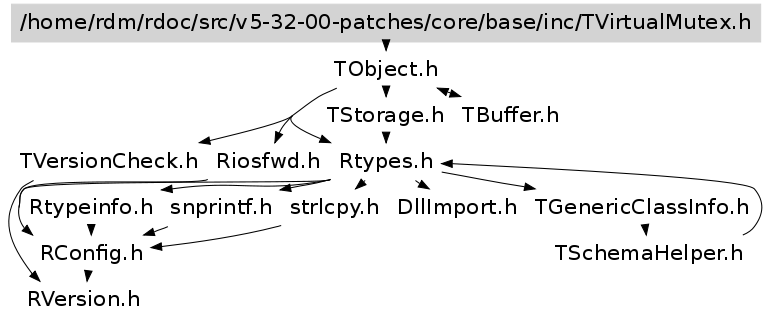 /home/rdm/rdoc/src/v5-32-00-patches/core/base/inc/TVirtualMutex.h
TObject.h
TStorage.h TBuffer.h
TVersionCheck.h Riosfwd.h Rtypes.h
Rtypeinfo.h snprintf.h strlcpy.h DllImport.h TGenericClassInfo.h
RConfig.h TSchemaHelper.h
RVersion.h